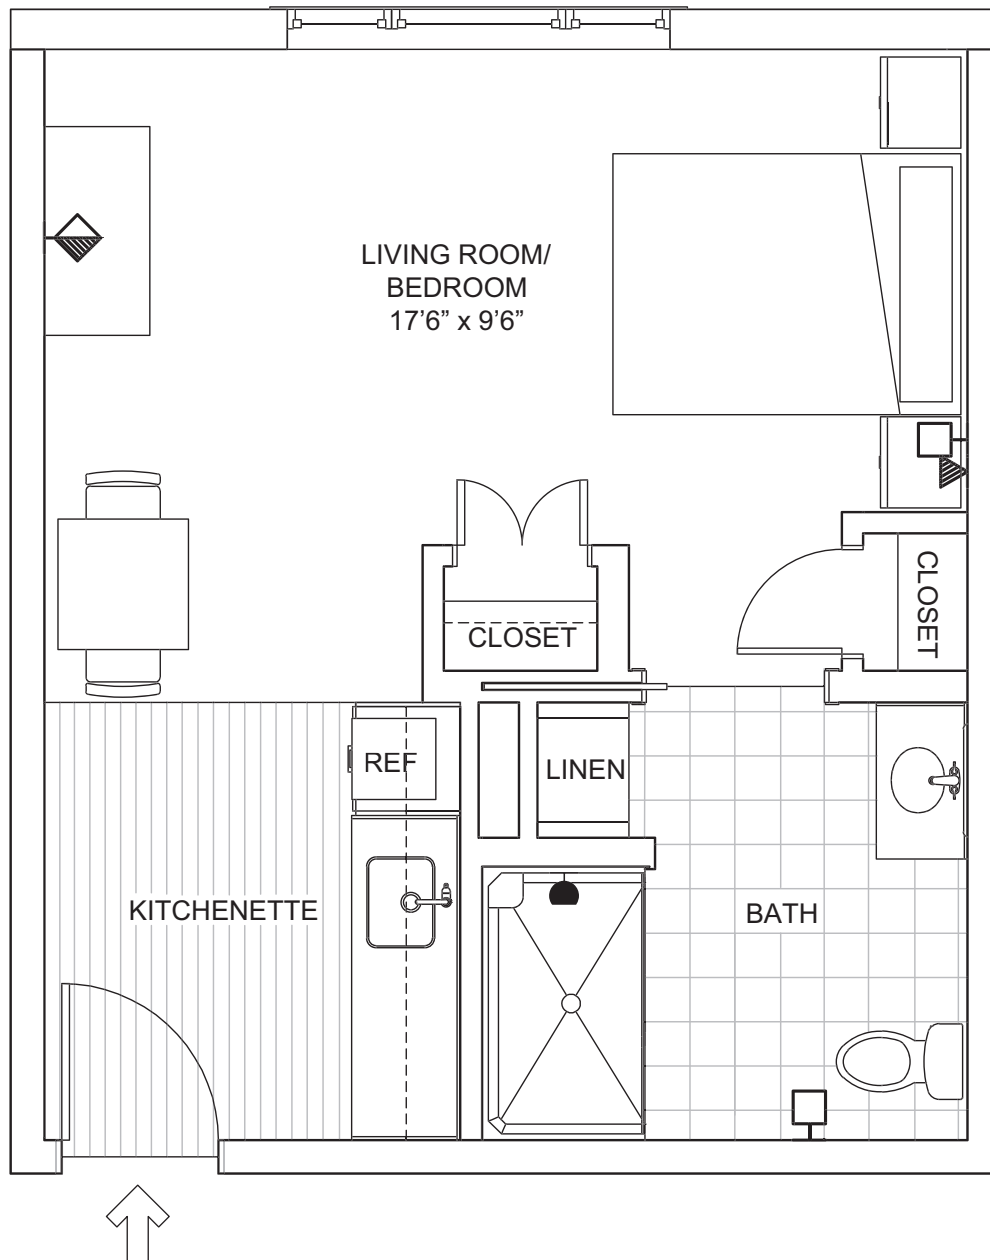 LIVING ROOM/
BEDROOM
17’6” x 9’6”
CLOSET
CLOSET
REF
LINEN
KITCHENETTE
BATH